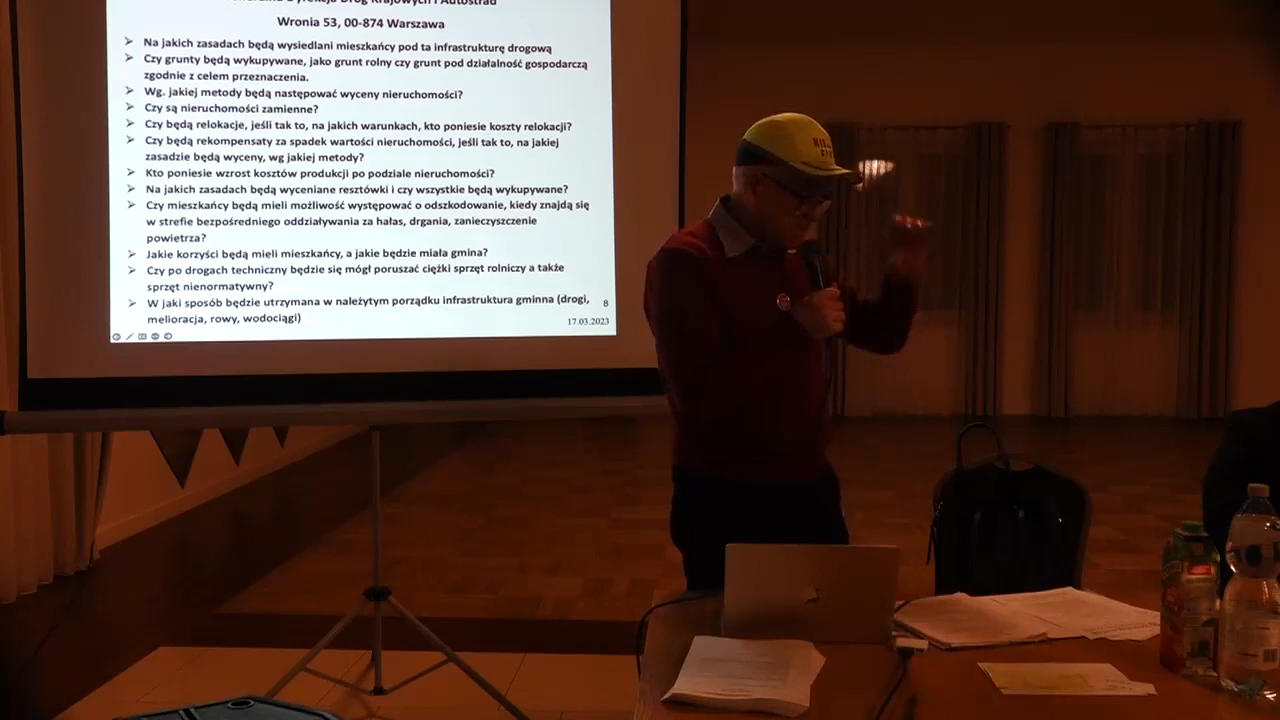 Dyrekcja Dróg Krajowych i Autostrad
Wronia 53, 00-874 Warszawa
➢ Na jakich zasadach będą wysiedlani mieszkańcy pod ta infrastrukturę drogową
➢ Czy grunty będą wykupywane, jako grunt rolny czy grunt pod działalność gospodarczą
zgodnie z celem przeznaczenia.
➢ Wg. jakiej metody będą następować wyceny nieruchomości?
➢ Czy są nieruchomości zamienne?
➢ Czy będą relokacje, jeśli tak to, na jakich warunkach, kto poniesie koszty relokacji?
➢ Czy będą rekompensaty za spadek wartości nieruchomości, jeśli tak to, na jakiej
zasadzie będą wyceny, wg jakiej metody?
➢ Kto poniesie wzrost kosztów produkcji po podziale nieruchomości?
➢ Na jakich zasadach będą wyceniane resztówki i czy wszystkie będą wykupywane?
➢ Czy mieszkańcy będą mieli możliwość występować o odszkodowanie, kiedy znajdą się
w strefie bezpośredniego oddziaływania za hałas, drgania, zanieczyszczenie
powietrza?
➢ Jakie korzyści będą mieli mieszkańcy, a jakie będzie miała gmina?
➢ Czy po drogach techniczny będzie się mógł poruszać ciężki sprzęt rolniczy a także
sprzęt nienormatywny?
➢ W jaki sposób będzie utrzymana w należytym porządku infrastruktura gminna (drogi,
melioracja, rowy, wodociągi)
8
17.03.2023